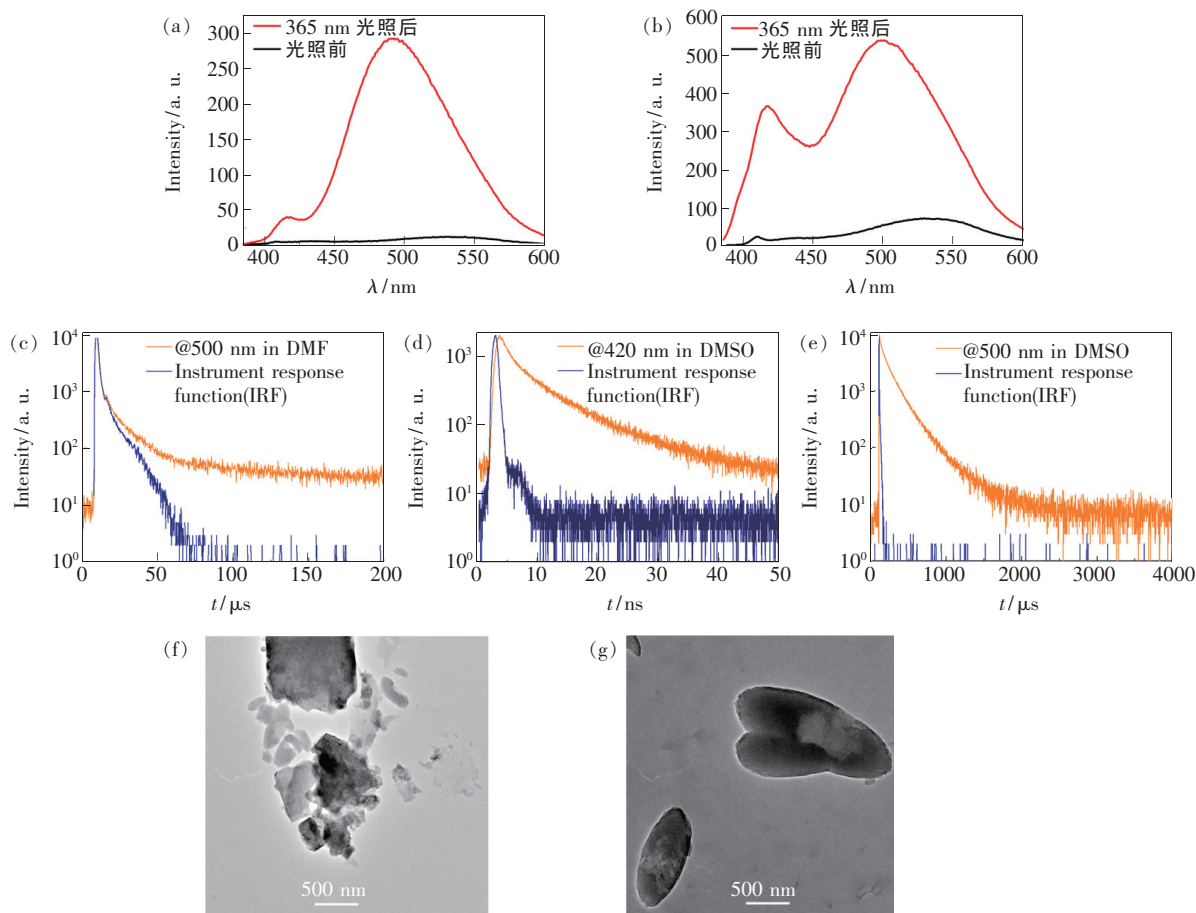 (a)
365 nm 光照后
光照前
300
250
200
150
100
50
0
400
450
500
550
600
Intensity/a. u.
λ/nm
(b)
365 nm 光照后
光照前
600
500
400
300
200
100
0
400
450
500
550
600
Intensity/a. u.
λ/nm
(c)
@500 nm in DMF
Instrument response
function(IRF)
10⁴
10³
10²
10¹
10⁰
0
50
100
150
200
Intensity/a. u.
t/μs
(d)
@420 nm in DMSO
Instrument response
function(IRF)
10³
10²
10¹
10⁰
0
10
20
30
40
50
Intensity/a. u.
t/ns
(e)
@500 nm in DMSO
Instrument response
function(IRF)
10⁴
10³
10²
10¹
10⁰
0
1000
2000
3000
4000
Intensity/a. u.
t/μs
(f)
500 nm
(g)
500 nm